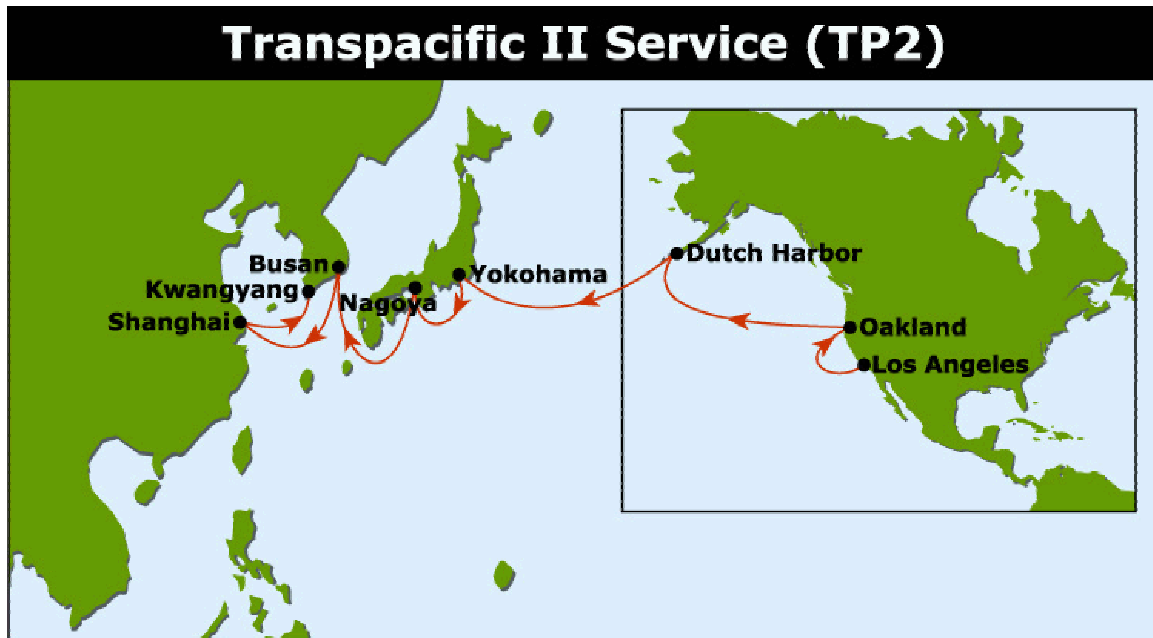 Transpacific II Service (TP2)
Busan
Kwangyang
Shanghai
Nagoya
Yokohama
Dutch Harbor
Oakland
Los Angeles